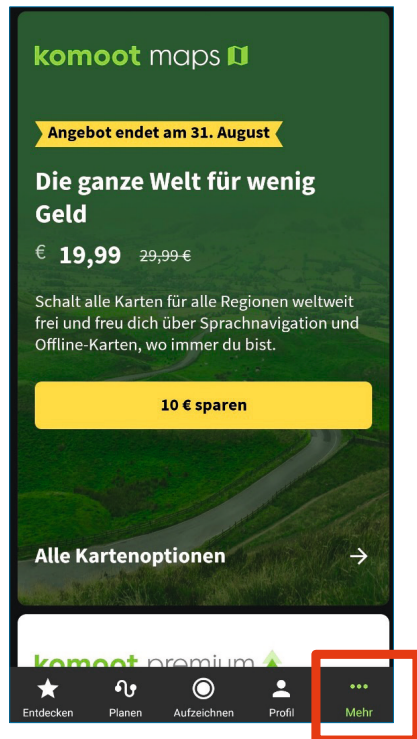 komoot maps
Angebot endet am 31. August
Die ganze Welt für wenig
Geld
€ 19,99 29,99 €
Schalt alle Karten für alle Regionen weltweit
frei und freu dich über Sprachnavigation und
Offline-Karten, wo immer du bist.
10 € sparen
Alle Kartenoptionen
komoot premium
Entdecken Planen Aufzeichnen Profil Mehr